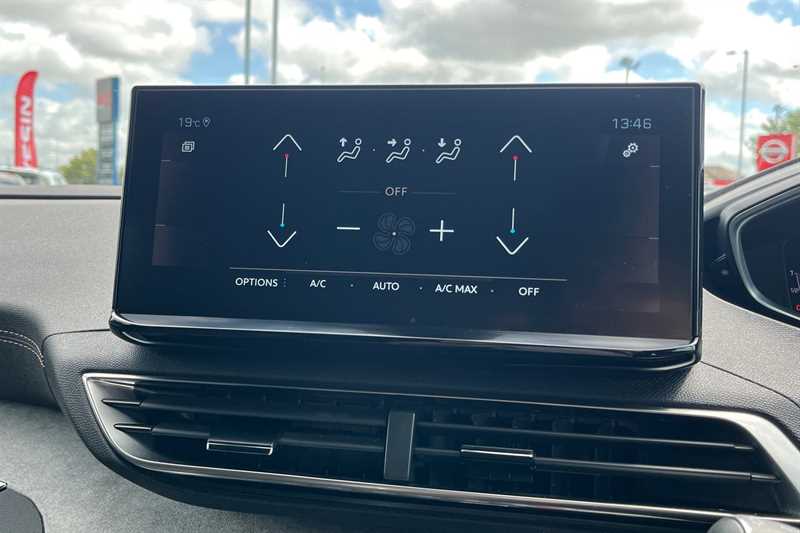 19°C
13:46
OFF
OPTIONS A/C AUTO A/C MAX OFF